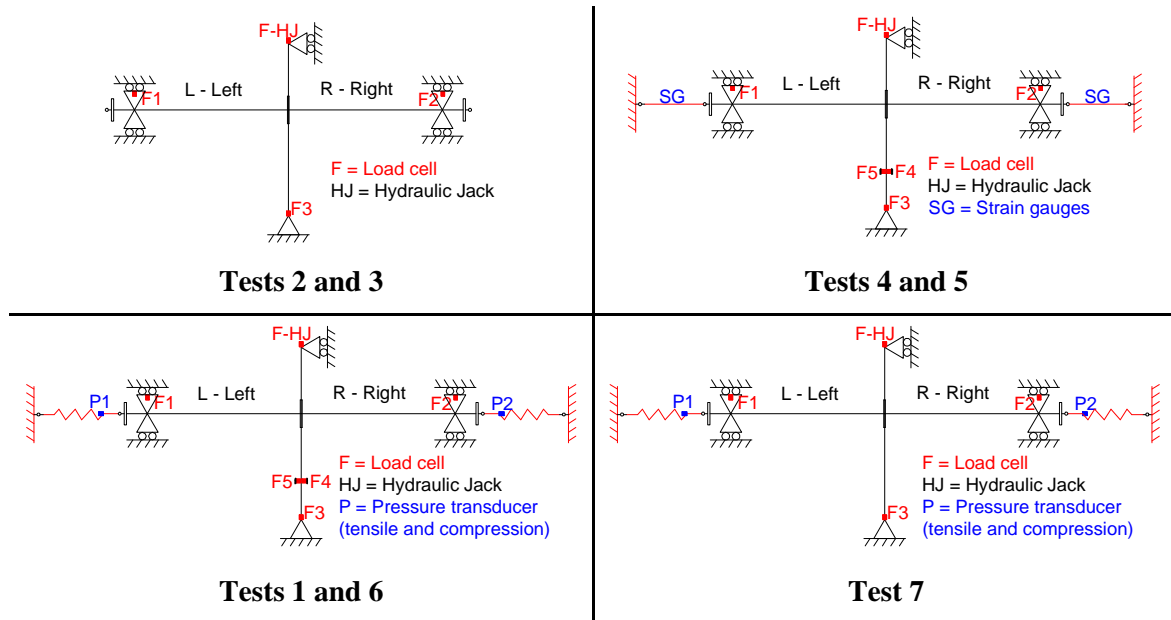 F-HJ
L - Left
R - Right
F1
F2
F = Load cell
HJ = Hydraulic Jack
F3
Tests 2 and 3
F-HJ
L - Left
R - Right
SG
F1
F2
SG
F5
F4
F = Load cell
HJ = Hydraulic Jack
SG = Strain gauges
F3
Tests 4 and 5
F-HJ
L - Left
R - Right
P1
F1
F2
P2
F5
F4
F = Load cell
HJ = Hydraulic Jack
P = Pressure transducer
(tensile and compression)
F3
Tests 1 and 6
F-HJ
L - Left
R - Right
P1
F1
F2
P2
F = Load cell
HJ = Hydraulic Jack
P = Pressure transducer
(tensile and compression)
F3
Test 7